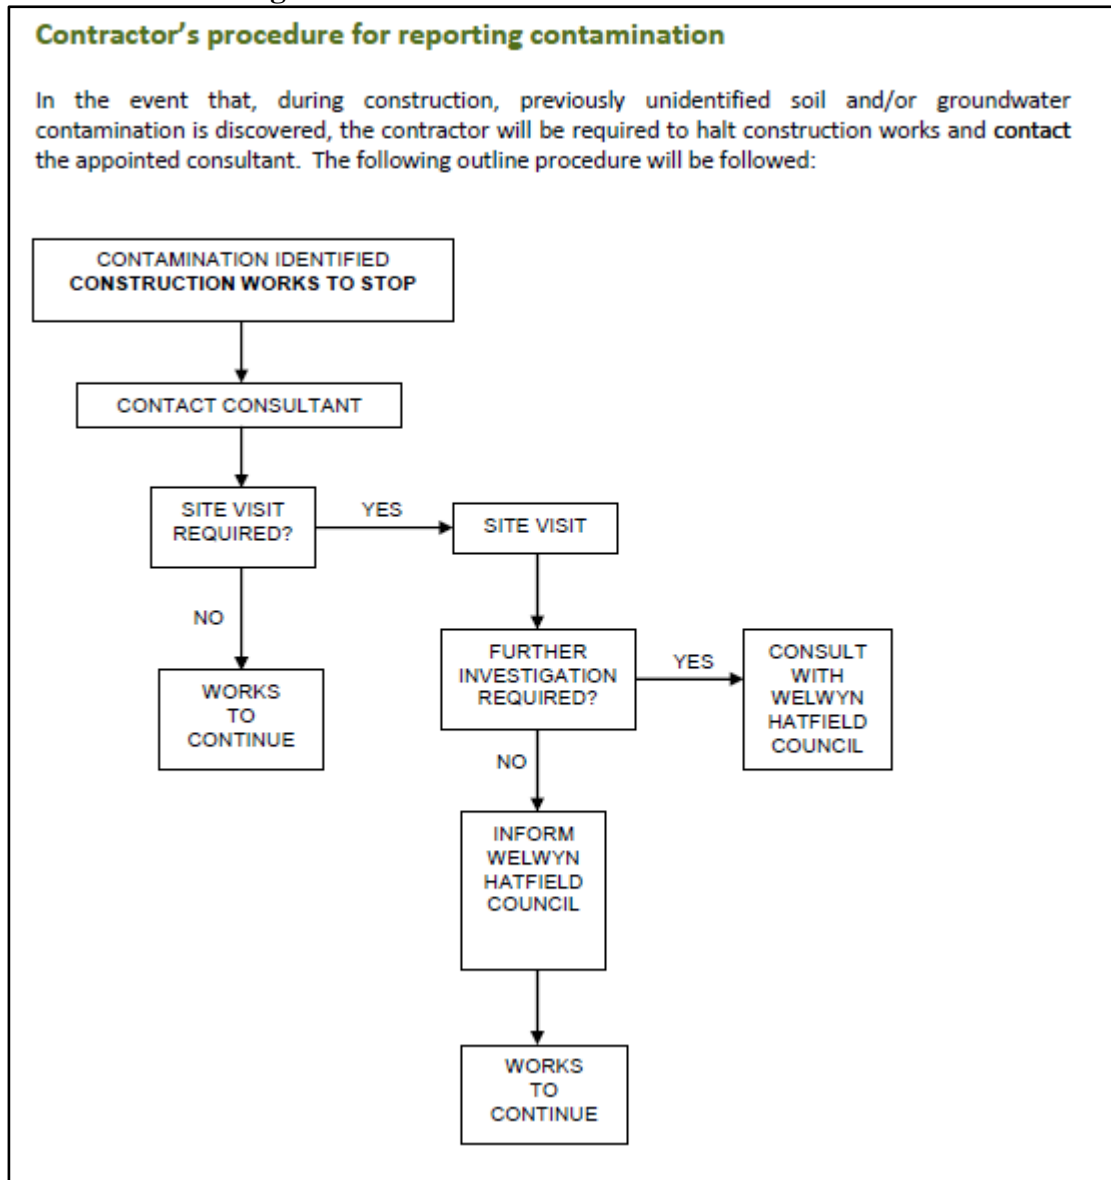 Contractor's procedure for reporting contamination
In the event that, during construction, previously unidentified soil and/or groundwater
contamination is discovered, the contractor will be required to halt construction works and contact
the appointed consultant. The following outline procedure will be followed:
CONTAMINATION IDENTIFIED
CONSTRUCTION WORKS TO STOP
CONTACT CONSULTANT
SITE VISIT
REQUIRED?
YES
SITE VISIT
NO
WORKS
TO
CONTINUE
FURTHER
INVESTIGATION
REQUIRED?
YES
CONSULT
WITH
WELWYN
HATFIELD
COUNCIL
NO
INFORM
WELWYN
HATFIELD
COUNCIL
WORKS
TO
CONTINUE